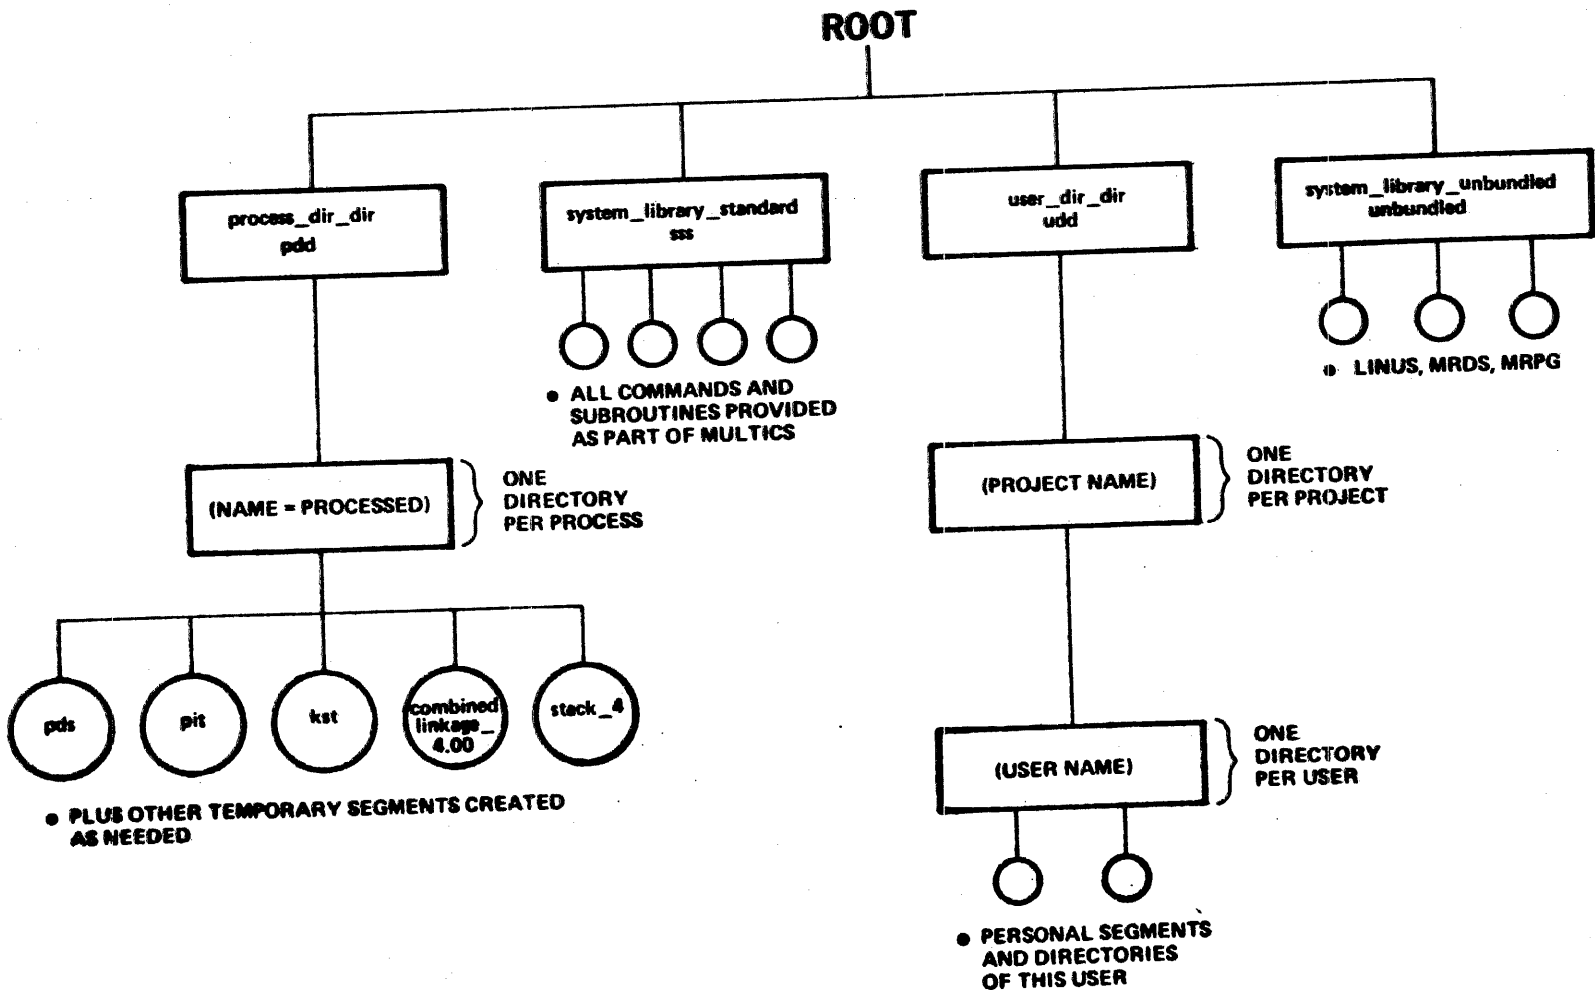 ROOT
process_dir_dir
pdd
system_library_standard
sss
user_dir_dir
udd
system_library_unbundled
unbundled
● ALL COMMANDS AND
SUBROUTINES PROVIDED
AS PART OF MULTICS
● LINUS, MRDS, MRPG
(NAME = PROCESSED)
ONE
DIRECTORY
PER PROCESS
(PROJECT NAME)
ONE
DIRECTORY
PER PROJECT
pds
pit
kst
combined
linkage_
4.00
stack_4
● PLUS OTHER TEMPORARY SEGMENTS CREATED
AS NEEDED
(USER NAME)
ONE
DIRECTORY
PER USER
● PERSONAL SEGMENTS
AND DIRECTORIES
OF THIS USER